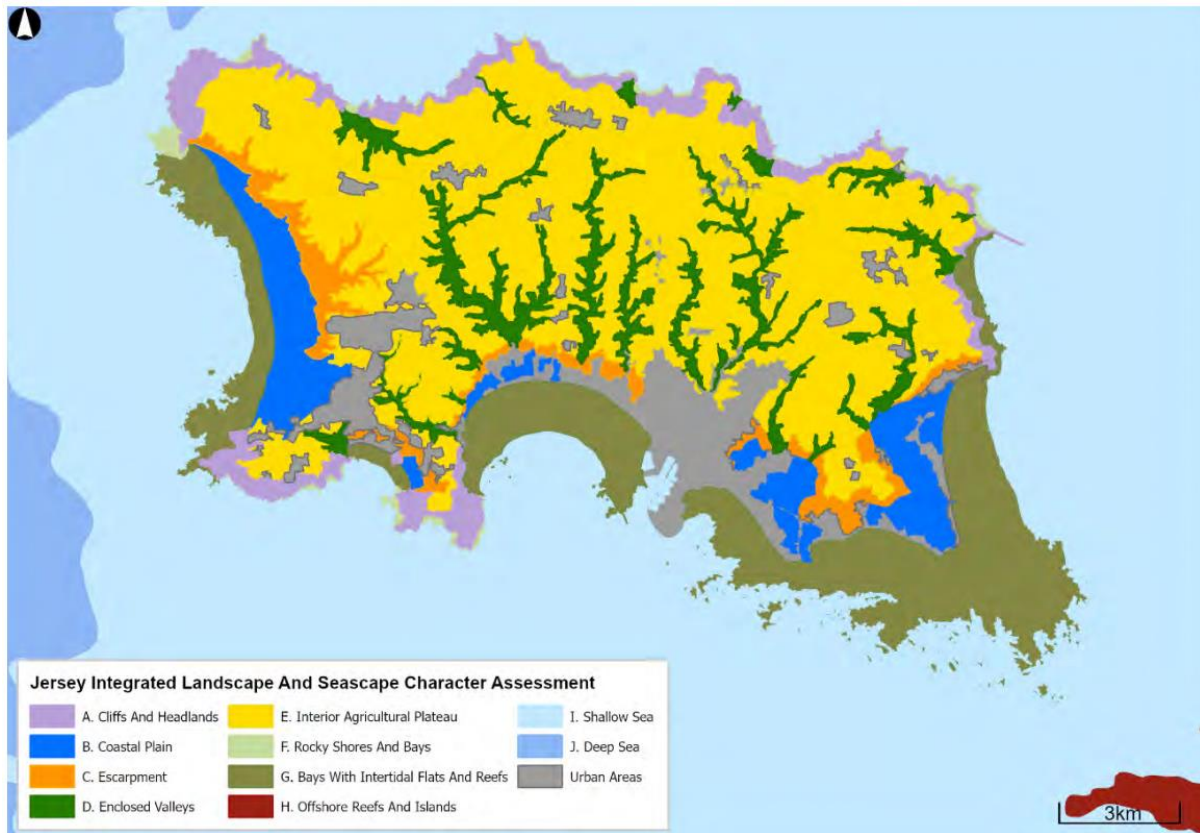 Jersey Integrated Landscape And Seascape Character Assessment
A. Cliffs And Headlands
B. Coastal Plain
C. Escarpment
D. Enclosed Valleys
E. Interior Agricultural Plateau
F. Rocky Shores And Bays
G. Bays With Intertidal Flats And Reefs
H. Offshore Reefs And Islands
I. Shallow Sea
J. Deep Sea
Urban Areas
3km